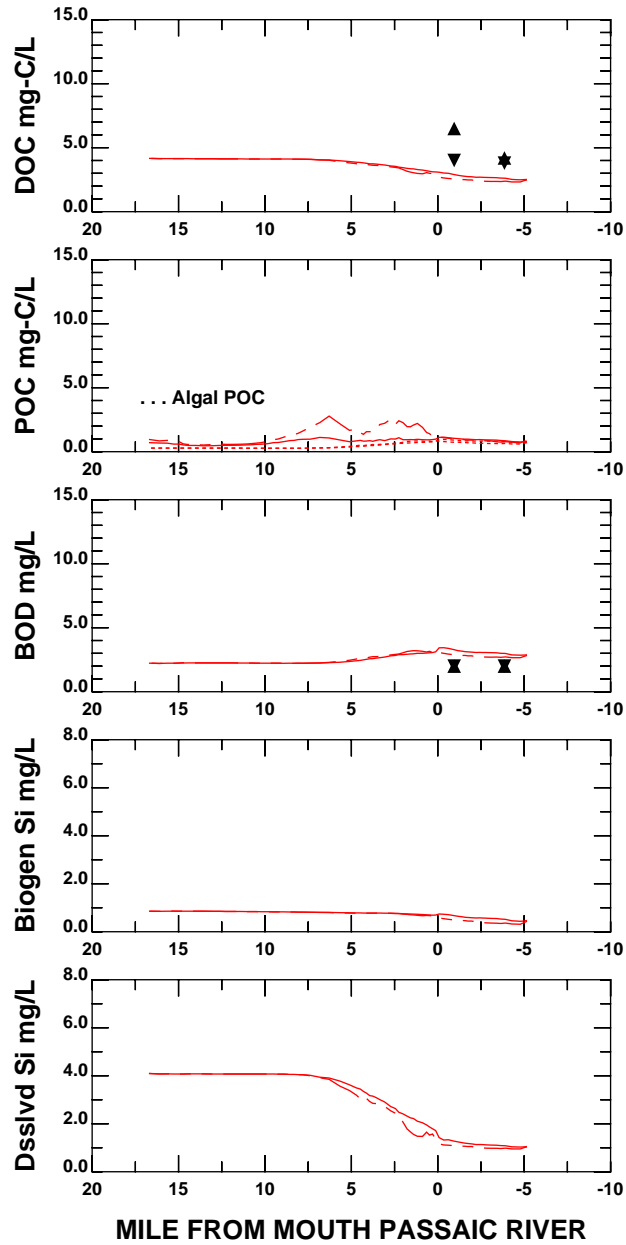 15.0
10.0
5.0
0.0
DOC mg-C/L
20 15 10 5 0 -5 -10
15.0
10.0
5.0
0.0
POC mg-C/L
. . . Algal POC
20 15 10 5 0 -5 -10
15.0
10.0
5.0
0.0
BOD mg/L
20 15 10 5 0 -5 -10
8.0
6.0
4.0
2.0
0.0
Biogen Si mg/L
20 15 10 5 0 -5 -10
8.0
6.0
4.0
2.0
0.0
Dsslvd Si mg/L
20 15 10 5 0 -5 -10
MILE FROM MOUTH PASSAIC RIVER